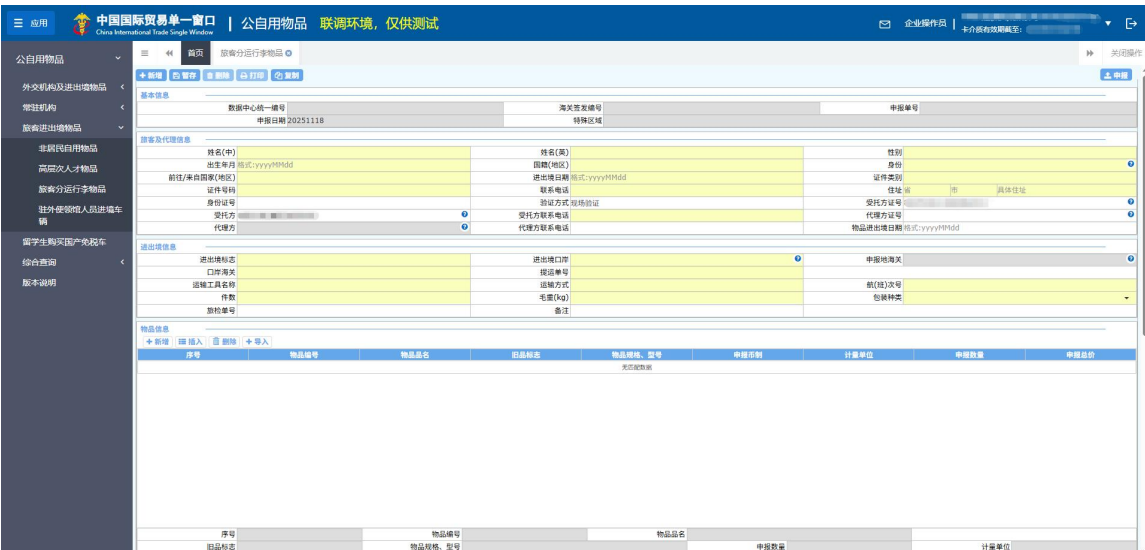 应用
中国国际贸易单一窗口 | 公自用物品 联调环境，仅供测试
China International Trade Single Window
企业操作员 |
卡介质有效期截至：
公自用物品
外交机构及进出境物品
常驻机构
旅客进出境物品
非居民自用物品
高层次人才物品
旅客分运行李物品
驻外使领馆人员进境车辆
留学生购买国产免税车
综合查询
版本说明
首页 旅客分运行李物品 关闭操作
新增 暂存 删除 打印 复制 申报
基本信息
数据中心统一编号 海关签发编号 申报单号
申报日期 20251118 特殊区域
旅客及代理信息
姓名(中) 姓名(英) 性别
出生年月 格式:yyyyMMdd 国籍(地区) 身份
前往/来自国家(地区) 进出境日期 格式:yyyyMMdd 证件类别
证件号码 联系电话 住址 省 市 具体住址
身份证号 验证方式 现场验证 受托方证号
受托方 受托方联系电话 代理方证号
代理方 代理方联系电话 物品进出境日期 格式:yyyyMMdd
进出境信息
进出境标志 进出境口岸 申报地海关
口岸海关 提运单号
运输工具名称 运输方式 航(班)次号
件数 毛重(kg) 包装种类
旅检单号 备注
物品信息
新增 插入 删除 导入
序号 物品编号 物品品名 旧品标志 物品规格、型号 申报币制 计量单位 申报数量 申报总价
无匹配数据
序号 物品编号 物品品名
旧品标志 物品规格、型号 申报数量 计量单位